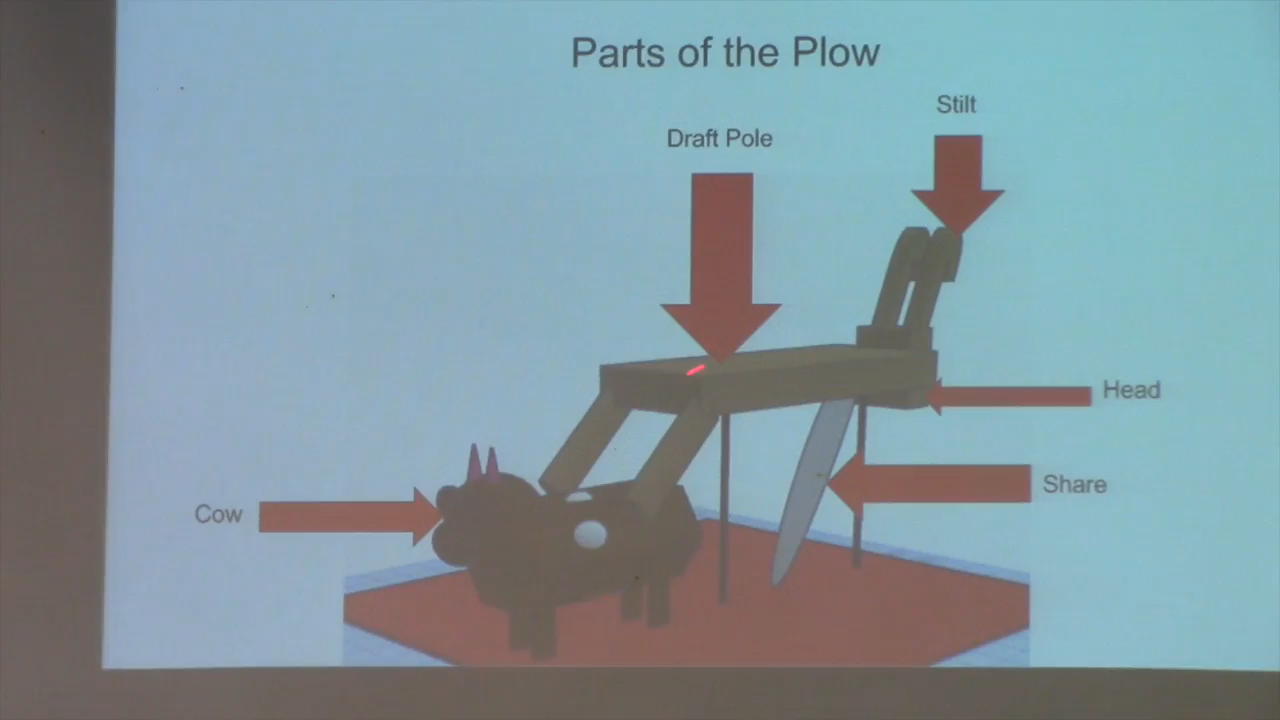 Parts of the Plow
Stilt
Draft Pole
Head
Share
Cow